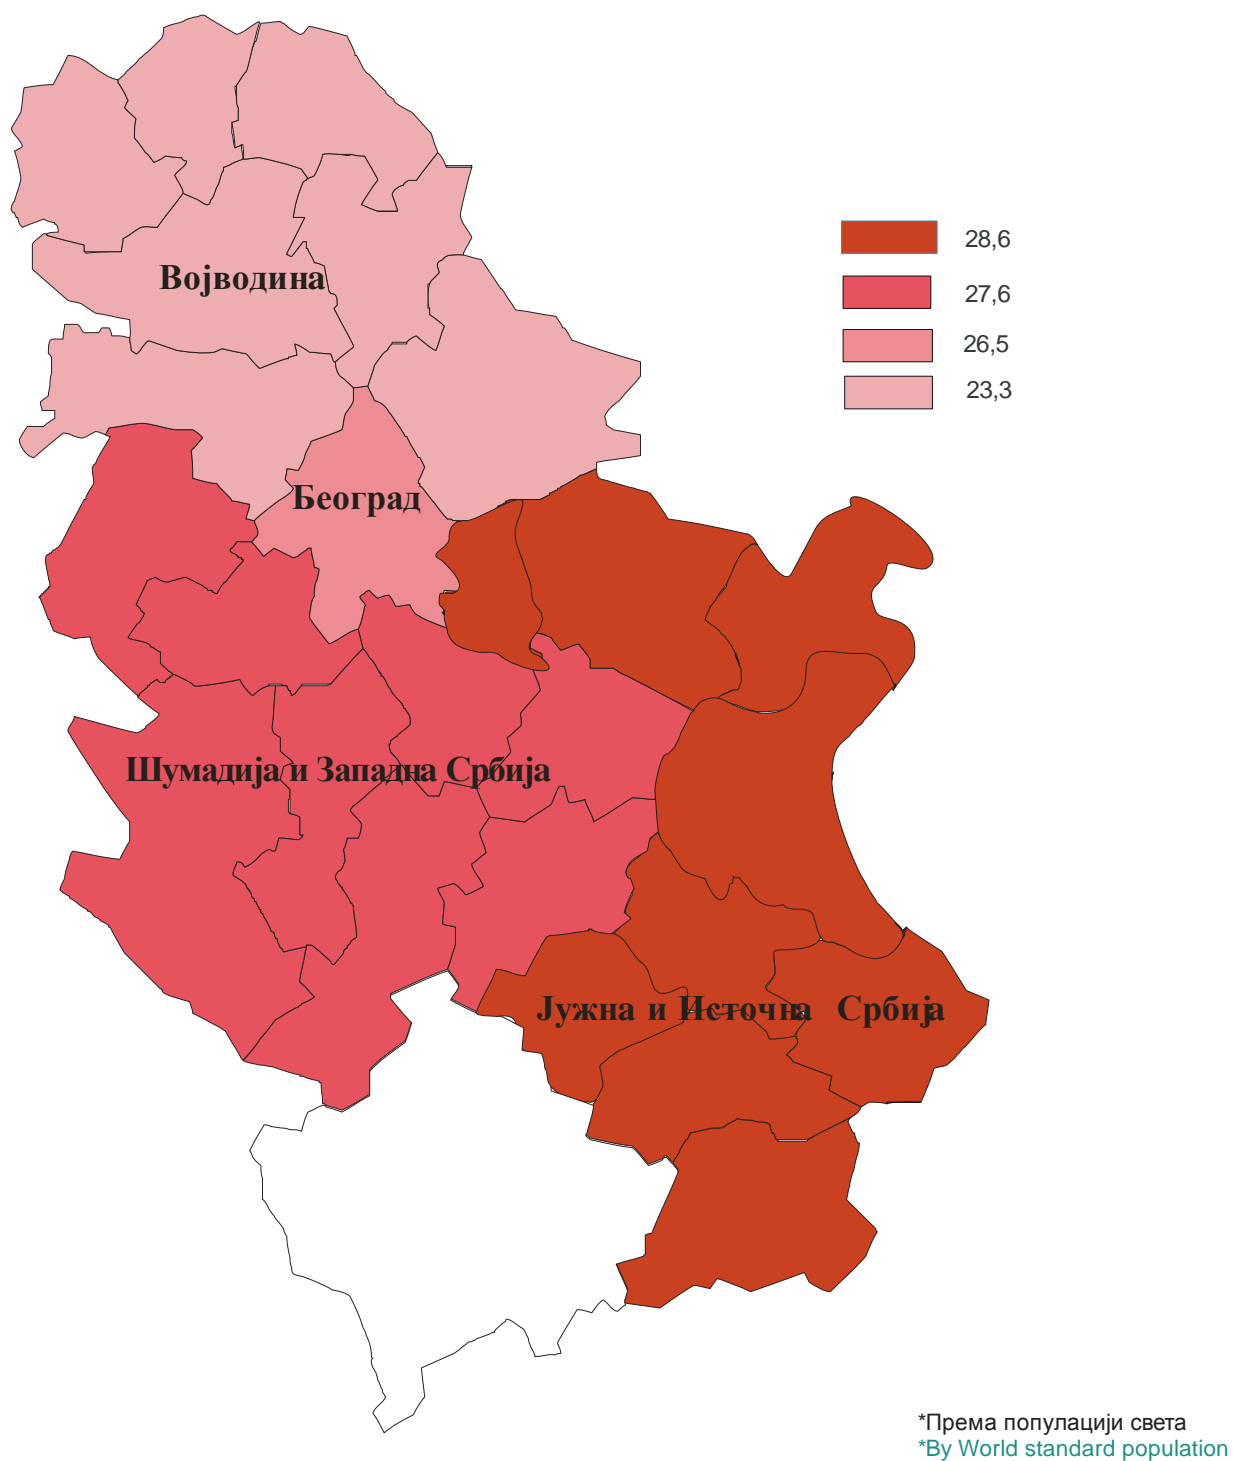 28,6
27,6
26,5
23,3
Војводина
Београд
Шумадија и Западна Србија
Јужна и Источна Србија
*Према популацији света
*By World standard population